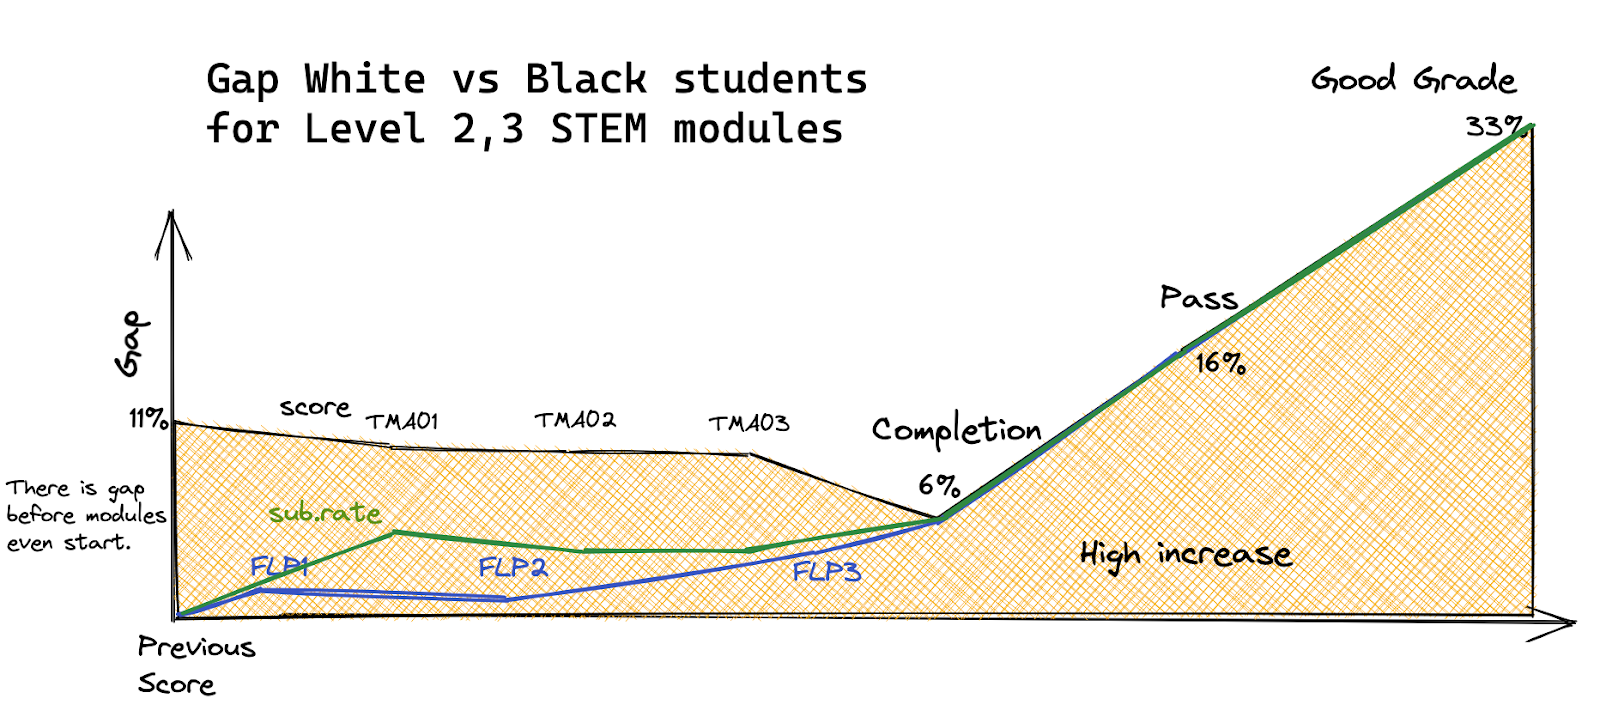 Gap White vs Black students
for Level 2,3 STEM modules
Good Grade
33%
Pass
16%
Gap
11%
score
TMA01
TMA02
TMA03
Completion
6%
There is gap
before modules
even start.
sub.rate
FLP1
FLP2
FLP3
High increase
Previous
Score